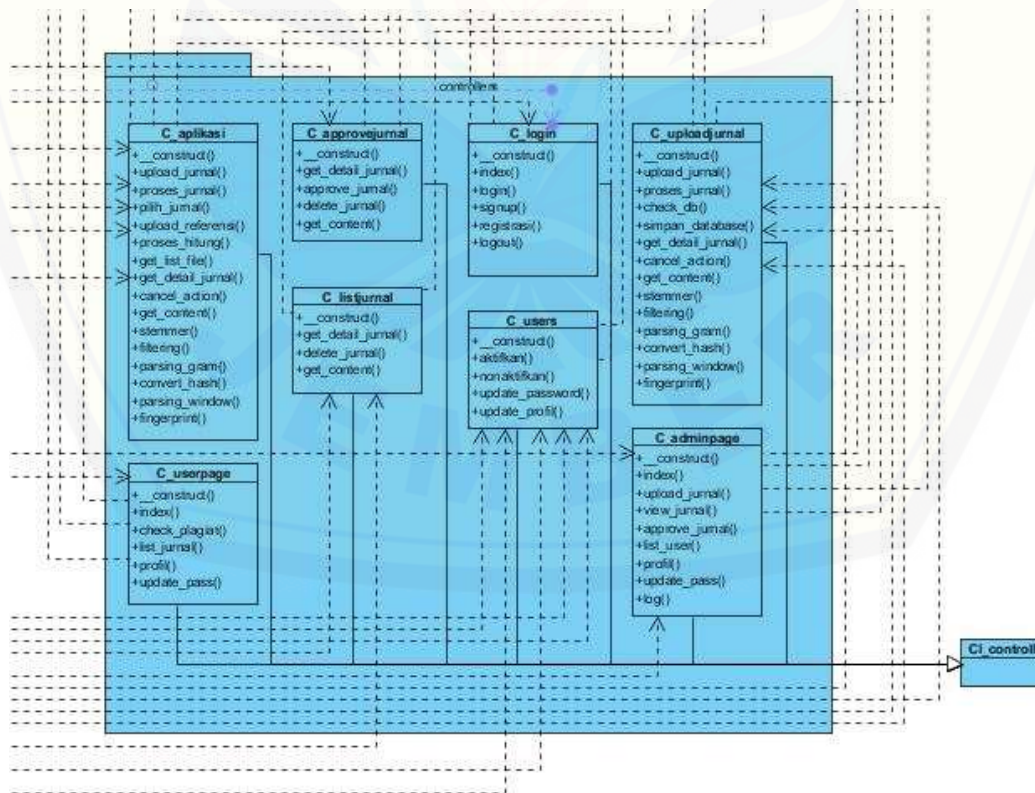 controllers
C_aplikasi
+__construct()
+upload_jurnal()
+proses_jurnal()
+pilih_jurnal()
+upload_referensi()
+proses_hitung()
+get_list_file()
+get_detail_jurnal()
+cancel_action()
+get_content()
+stemmer()
+filtering()
+parsing_gram()
+convert_hash()
+parsing_window()
+fingerprint()
C_approvejurnal
+__construct()
+get_detail_jurnal()
+approve_jurnal()
+delete_jurnal()
+get_content()
C_login
+__construct()
+index()
+login()
+signup()
+registrasi()
+logout()
C_uploadjurnal
+__construct()
+upload_jurnal()
+proses_jurnal()
+check_db()
+simpan_database()
+get_detail_jurnal()
+cancel_action()
+get_content()
+stemmer()
+filtering()
+parsing_gram()
+convert_hash()
+parsing_window()
+fingerprint()
C_listjurnal
+__construct()
+get_detail_jurnal()
+delete_jurnal()
+get_content()
C_users
+__construct()
+aktifkan()
+nonaktifkan()
+update_password()
+update_profil()
C_userpage
+__construct()
+index()
+check_plagiat()
+list_jurnal()
+profil()
+update_pass()
C_adminpage
+__construct()
+index()
+upload_jurnal()
+view_jurnal()
+approve_jurnal()
+list_user()
+profil()
+update_pass()
+log()
CI_controll